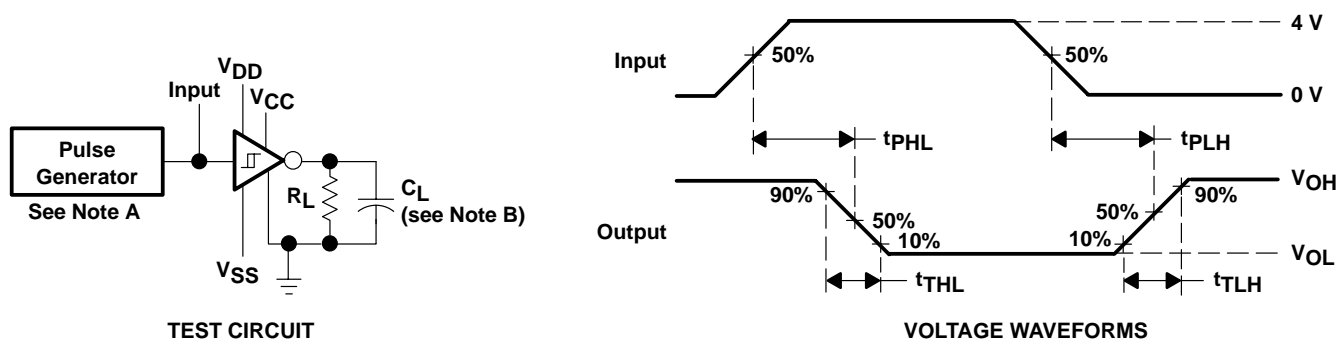 VDD
Input
VCC
Pulse
Generator
See Note A
RL
CL
(see Note B)
VSS
TEST CIRCUIT
4 V
Input
50%
50%
0 V
tPHL
tPLH
VOH
90%
90%
50%
50%
Output
10%
10%
VOL
tTHL
tTLH
VOLTAGE WAVEFORMS